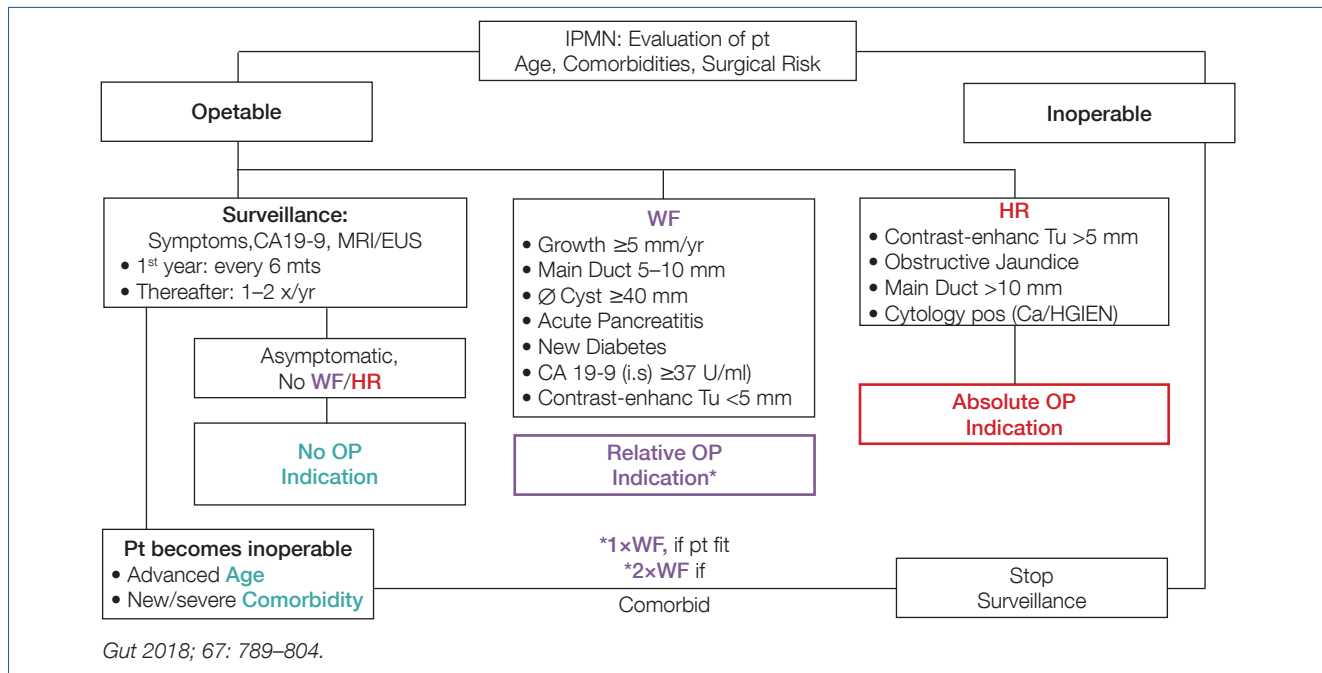 IPMN: Evaluation of pt
Age, Comorbidities, Surgical Risk
Opetable
Inoperable
Surveillance:
Symptoms,CA19-9, MRI/EUS
• 1st year: every 6 mts
• Thereafter: 1–2 x/yr
WF
• Growth ≥5 mm/yr
• Main Duct 5–10 mm
• ∅ Cyst ≥40 mm
• Acute Pancreatitis
• New Diabetes
• CA 19-9 (i.s) ≥37 U/ml)
• Contrast-enhanc Tu <5 mm
HR
• Contrast-enhanc Tu >5 mm
• Obstructive Jaundice
• Main Duct >10 mm
• Cytology pos (Ca/HGIEN)
Asymptomatic,
No WF/HR
No OP
Indication
Relative OP
Indication*
Absolute OP
Indication
Pt becomes inoperable
• Advanced Age
• New/severe Comorbidity
*1×WF, if pt fit
*2×WF if
Comorbid
Stop
Surveillance
Gut 2018; 67: 789–804.